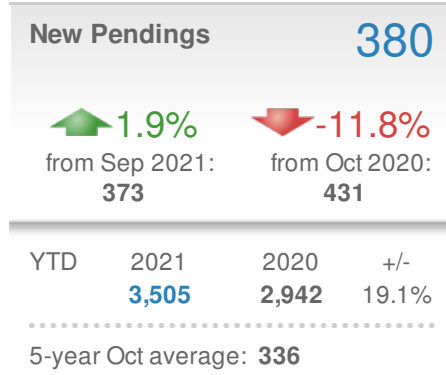 New Pendings 380
1.9% -11.8%
from Sep 2021: from Oct 2020:
373 431
YTD 2021 2020 +/-
3,505 2,942 19.1%
5-year Oct average: 336